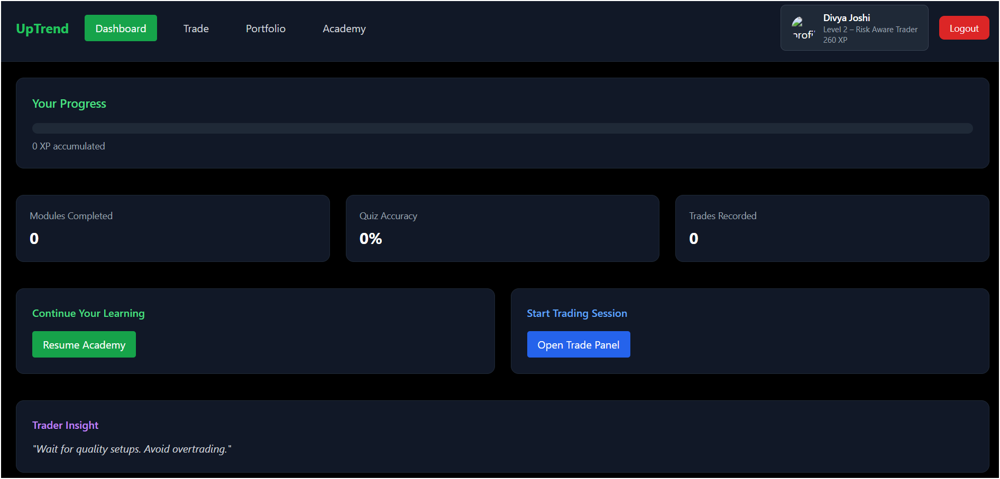 UpTrend
Dashboard
Trade
Portfolio
Academy
profi
Divya Joshi
Level 2 – Risk Aware Trader
260 XP
Logout
Your Progress
0 XP accumulated
Modules Completed
0
Quiz Accuracy
0%
Trades Recorded
0
Continue Your Learning
Resume Academy
Start Trading Session
Open Trade Panel
Trader Insight
"Wait for quality setups. Avoid overtrading."